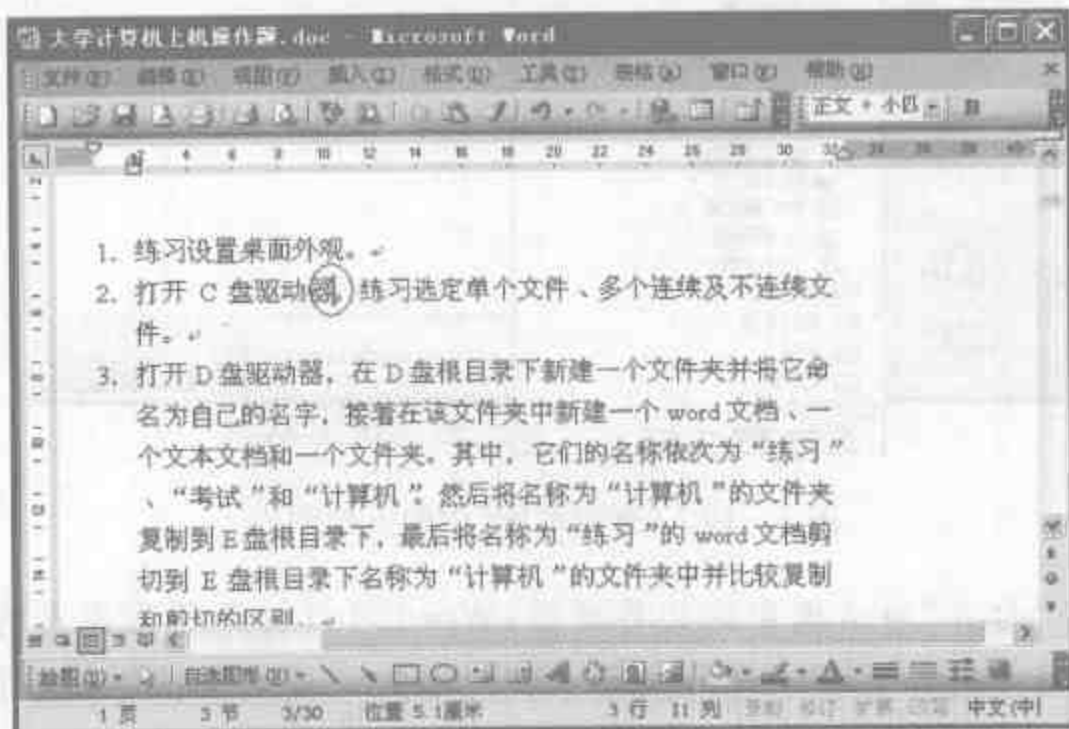 大学计算机上机操作题.doc - Microsoft Word
文件(F) 编辑(E) 视图(V) 插入(I) 格式(O) 工具(T) 表格(A) 窗口(W) 帮助(H)
正文 + 小四
1. 练习设置桌面外观。
2. 打开 C 盘驱动器,练习选定单个文件、多个连续及不连续文
件。
3. 打开 D 盘驱动器,在 D 盘根目录下新建一个文件夹并将它命
名为自己的名字,接着在该文件夹中新建一个 word 文档、一
个文本文档和一个文件夹。其中,它们的名称依次为“练习”
、“考试”和“计算机”。然后将名称为“计算机”的文件夹
复制到 E 盘根目录下,最后将名称为“练习”的 word 文档剪
切到 E 盘根目录下名称为“计算机”的文件夹中并比较复制
和剪切的区别。
绘图(D) 自选图形(U)
1 页 3 节 3/30 位置 5.1厘米 3 行 11 列 中文(中